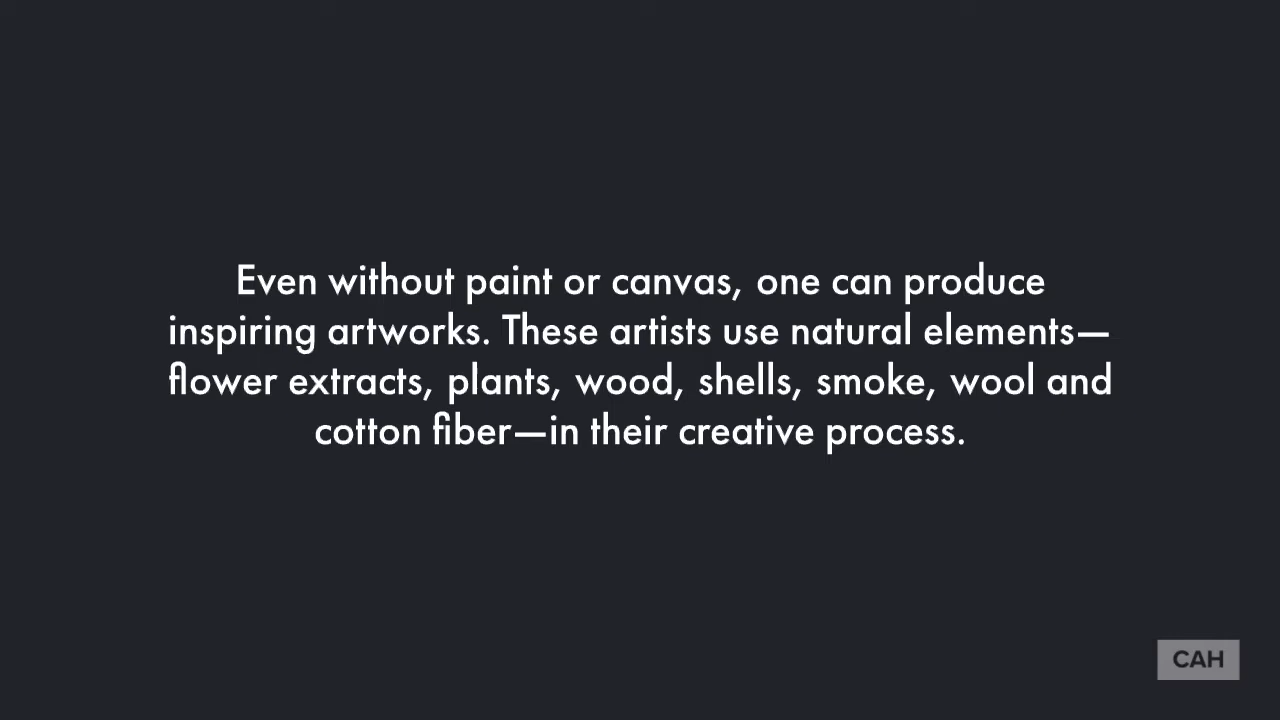 Even without paint or canvas, one can produce
inspiring artworks. These artists use natural elements—
flower extracts, plants, wood, shells, smoke, wool and
cotton fiber—in their creative process.
CAH